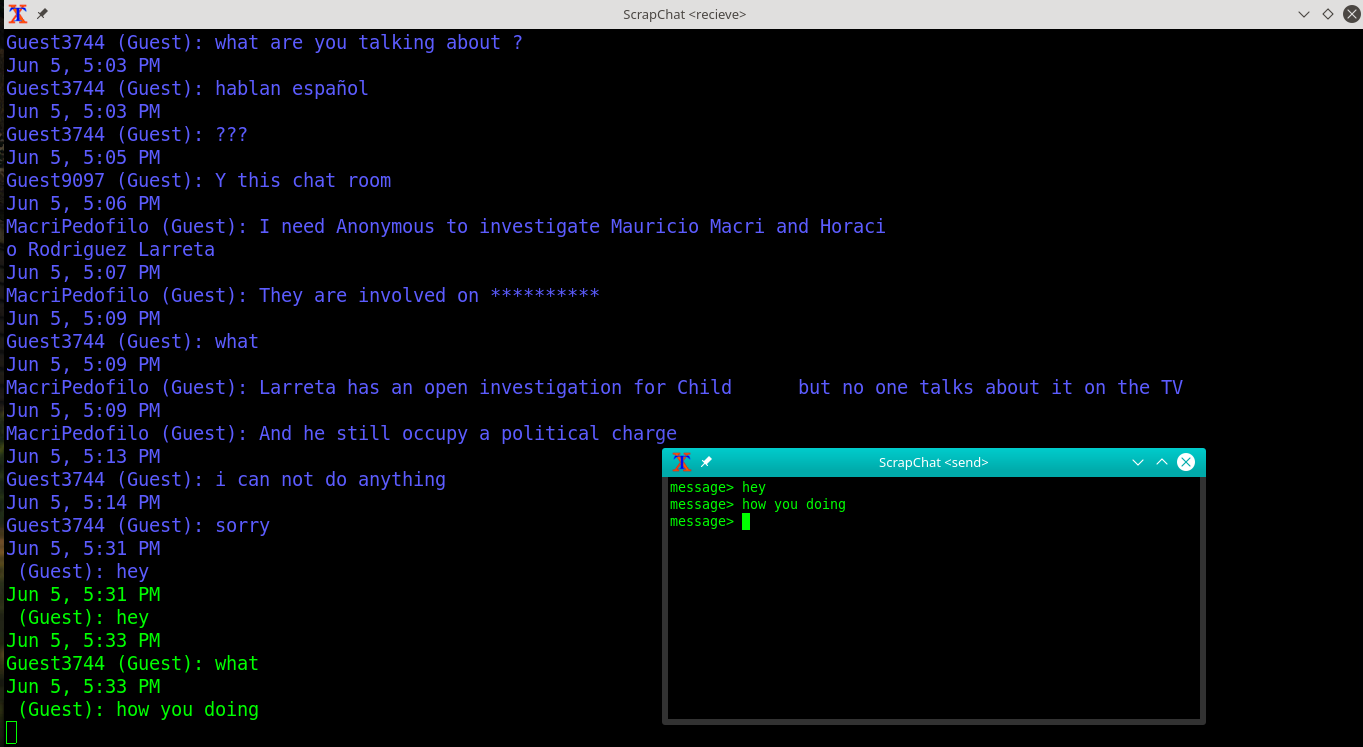 ScrapChat <recieve>
Guest3744 (Guest): what are you talking about ?
Jun 5, 5:03 PM
Guest3744 (Guest): hablan español
Jun 5, 5:03 PM
Guest3744 (Guest): ???
Jun 5, 5:05 PM
Guest9097 (Guest): Y this chat room
Jun 5, 5:06 PM
MacriPedofilo (Guest): I need Anonymous to investigate Mauricio Macri and Horaci
o Rodriguez Larreta
Jun 5, 5:07 PM
MacriPedofilo (Guest): They are involved on **********
Jun 5, 5:09 PM
Guest3744 (Guest): what
Jun 5, 5:09 PM
MacriPedofilo (Guest): Larreta has an open investigation for Child      but no one talks about it on the TV
Jun 5, 5:09 PM
MacriPedofilo (Guest): And he still occupy a political charge
Jun 5, 5:13 PM
Guest3744 (Guest): i can not do anything
Jun 5, 5:14 PM
Guest3744 (Guest): sorry
Jun 5, 5:31 PM
 (Guest): hey
Jun 5, 5:31 PM
 (Guest): hey
Jun 5, 5:33 PM
Guest3744 (Guest): what
Jun 5, 5:33 PM
 (Guest): how you doing
ScrapChat <send>
message> hey
message> how you doing
message>